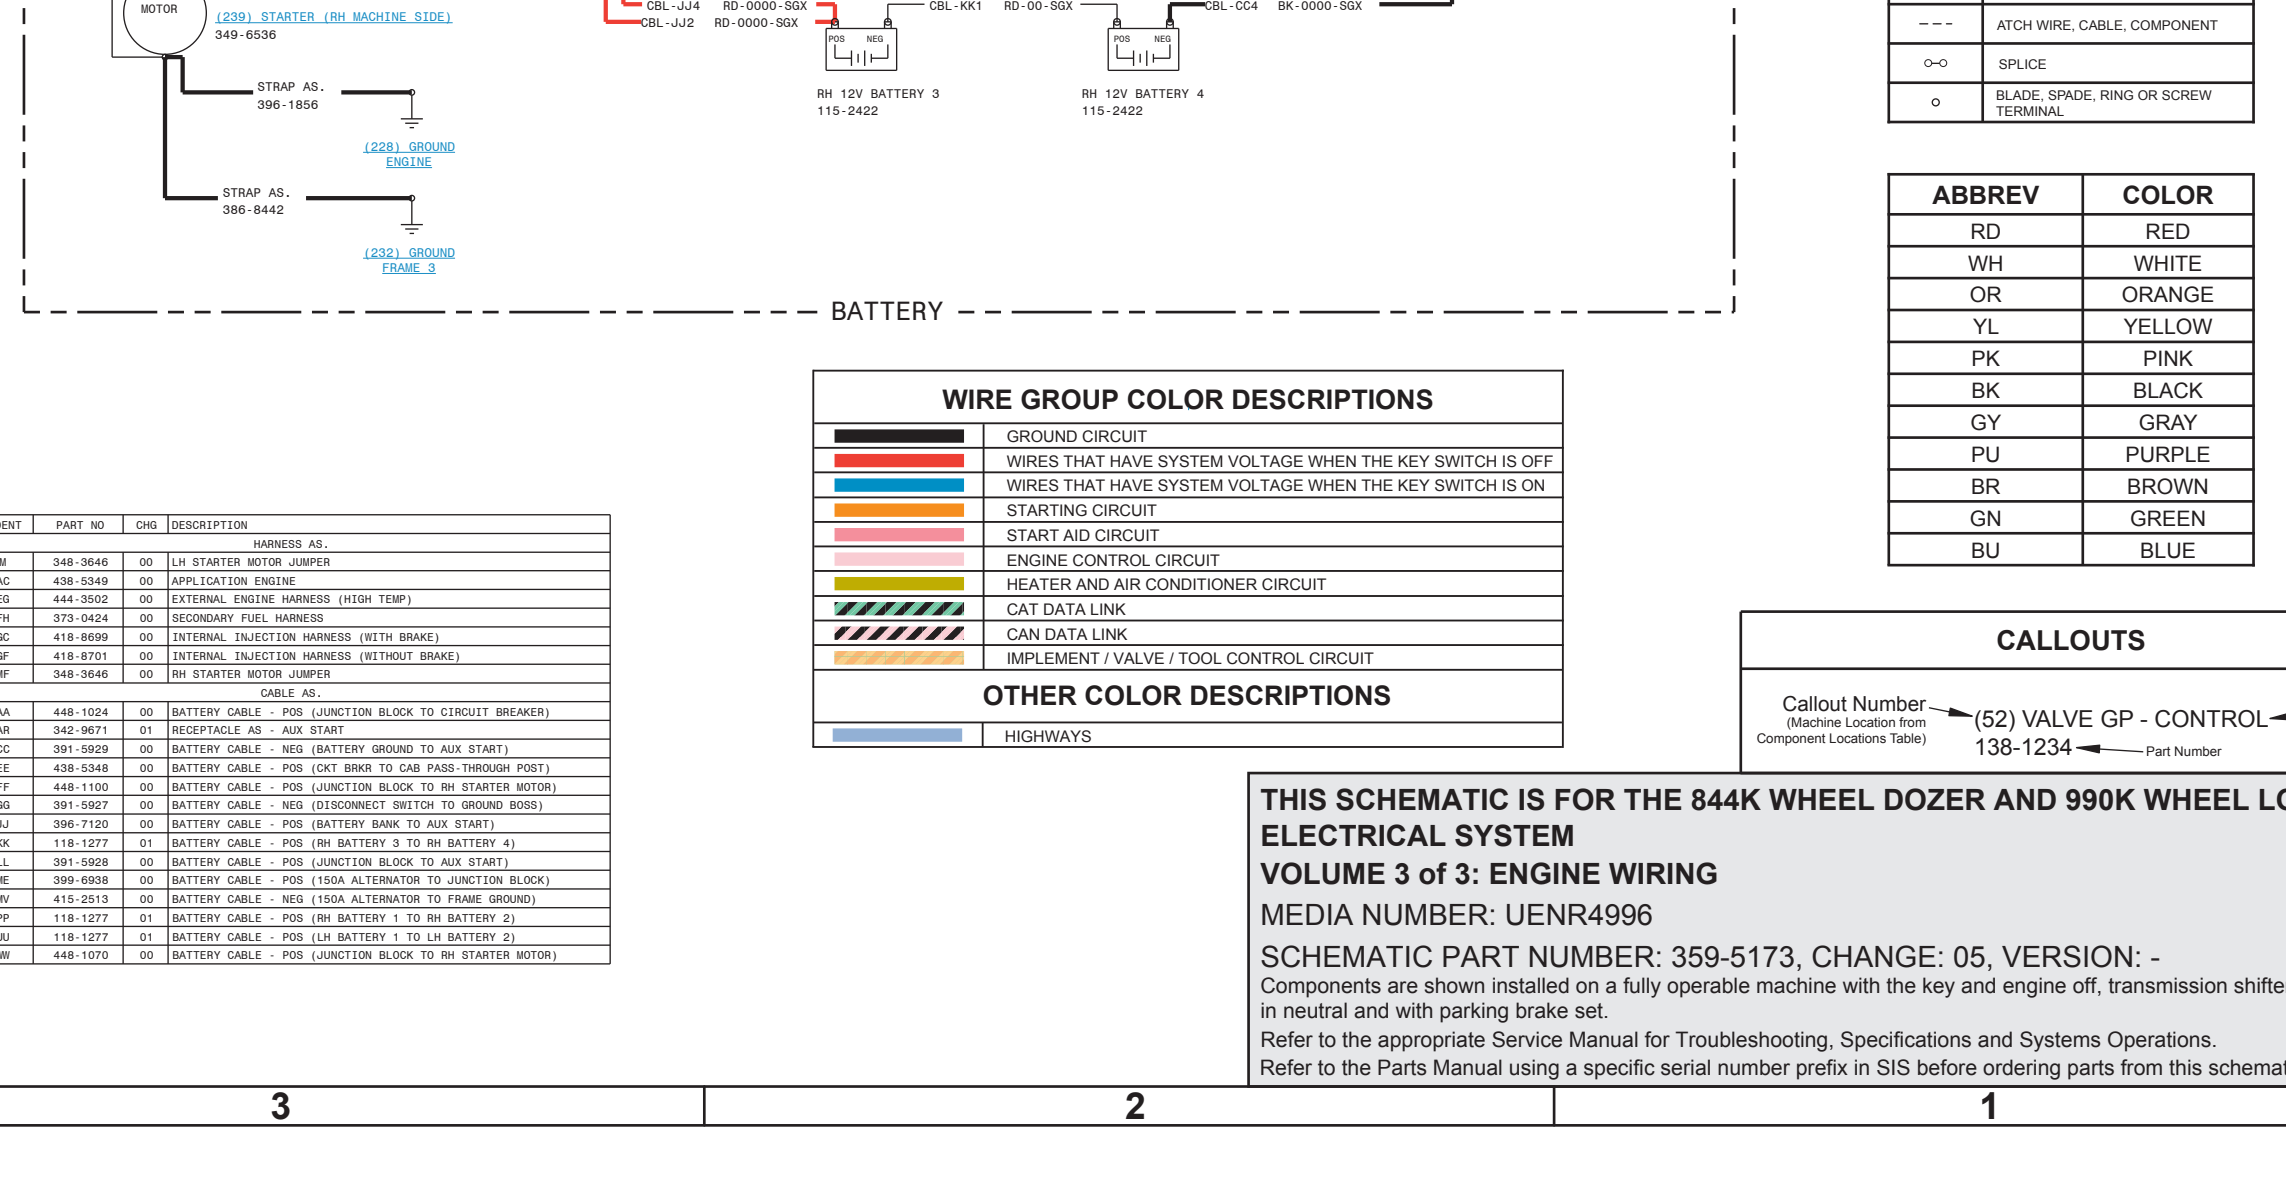 MOTOR
(239) STARTER (RH MACHINE SIDE)
349-6536
STRAP AS.
396-1856
(228) GROUND
ENGINE
STRAP AS.
386-8442
(232) GROUND
FRAME 3
CBL-JJ4 RD-0000-SGX
CBL-JJ2 RD-0000-SGX
CBL-KK1 RD-00-SGX
CBL-CC4 BK-0000-SGX
POS NEG
RH 12V BATTERY 3
115-2422
POS NEG
RH 12V BATTERY 4
115-2422
BATTERY
ATCH WIRE, CABLE, COMPONENT
SPLICE
BLADE, SPADE, RING OR SCREW
TERMINAL
ABBREV COLOR
RD RED
WH WHITE
OR ORANGE
YL YELLOW
PK PINK
BK BLACK
GY GRAY
PU PURPLE
BR BROWN
GN GREEN
BU BLUE
WIRE GROUP COLOR DESCRIPTIONS
GROUND CIRCUIT
WIRES THAT HAVE SYSTEM VOLTAGE WHEN THE KEY SWITCH IS OFF
WIRES THAT HAVE SYSTEM VOLTAGE WHEN THE KEY SWITCH IS ON
STARTING CIRCUIT
START AID CIRCUIT
ENGINE CONTROL CIRCUIT
HEATER AND AIR CONDITIONER CIRCUIT
CAT DATA LINK
CAN DATA LINK
IMPLEMENT / VALVE / TOOL CONTROL CIRCUIT
OTHER COLOR DESCRIPTIONS
HIGHWAYS
PART NO CHG DESCRIPTION
HARNESS AS.
348-3646 00 LH STARTER MOTOR JUMPER
438-5349 00 APPLICATION ENGINE
444-3502 00 EXTERNAL ENGINE HARNESS (HIGH TEMP)
373-0424 00 SECONDARY FUEL HARNESS
418-8699 00 INTERNAL INJECTION HARNESS (WITH BRAKE)
418-8701 00 INTERNAL INJECTION HARNESS (WITHOUT BRAKE)
348-3646 00 RH STARTER MOTOR JUMPER
CABLE AS.
448-1024 00 BATTERY CABLE - POS (JUNCTION BLOCK TO CIRCUIT BREAKER)
342-9671 01 RECEPTACLE AS - AUX START
391-5929 00 BATTERY CABLE - NEG (BATTERY GROUND TO AUX START)
438-5348 00 BATTERY CABLE - POS (CKT BRKR TO CAB PASS-THROUGH POST)
448-1100 00 BATTERY CABLE - POS (JUNCTION BLOCK TO RH STARTER MOTOR)
391-5927 00 BATTERY CABLE - NEG (DISCONNECT SWITCH TO GROUND BOSS)
396-7120 00 BATTERY CABLE - POS (BATTERY BANK TO AUX START)
118-1277 01 BATTERY CABLE - POS (RH BATTERY 3 TO RH BATTERY 4)
391-5928 00 BATTERY CABLE - POS (JUNCTION BLOCK TO AUX START)
399-6938 00 BATTERY CABLE - POS (150A ALTERNATOR TO JUNCTION BLOCK)
415-2513 00 BATTERY CABLE - NEG (150A ALTERNATOR TO FRAME GROUND)
118-1277 01 BATTERY CABLE - POS (RH BATTERY 1 TO RH BATTERY 2)
118-1277 01 BATTERY CABLE - POS (LH BATTERY 1 TO LH BATTERY 2)
448-1070 00 BATTERY CABLE - POS (JUNCTION BLOCK TO RH STARTER MOTOR)
CALLOUTS
Callout Number
(Machine Location from
Component Locations Table)
(52) VALVE GP - CONTROL
138-1234
Part Number
THIS SCHEMATIC IS FOR THE 844K WHEEL DOZER AND 990K WHEEL
ELECTRICAL SYSTEM
VOLUME 3 of 3: ENGINE WIRING
MEDIA NUMBER: UENR4996
SCHEMATIC PART NUMBER: 359-5173, CHANGE: 05, VERSION: -
Components are shown installed on a fully operable machine with the key and engine off, transmission
in neutral and with parking brake set.
Refer to the appropriate Service Manual for Troubleshooting, Specifications and Systems Operations.
Refer to the Parts Manual using a specific serial number prefix in SIS before ordering parts from this
3 2 1